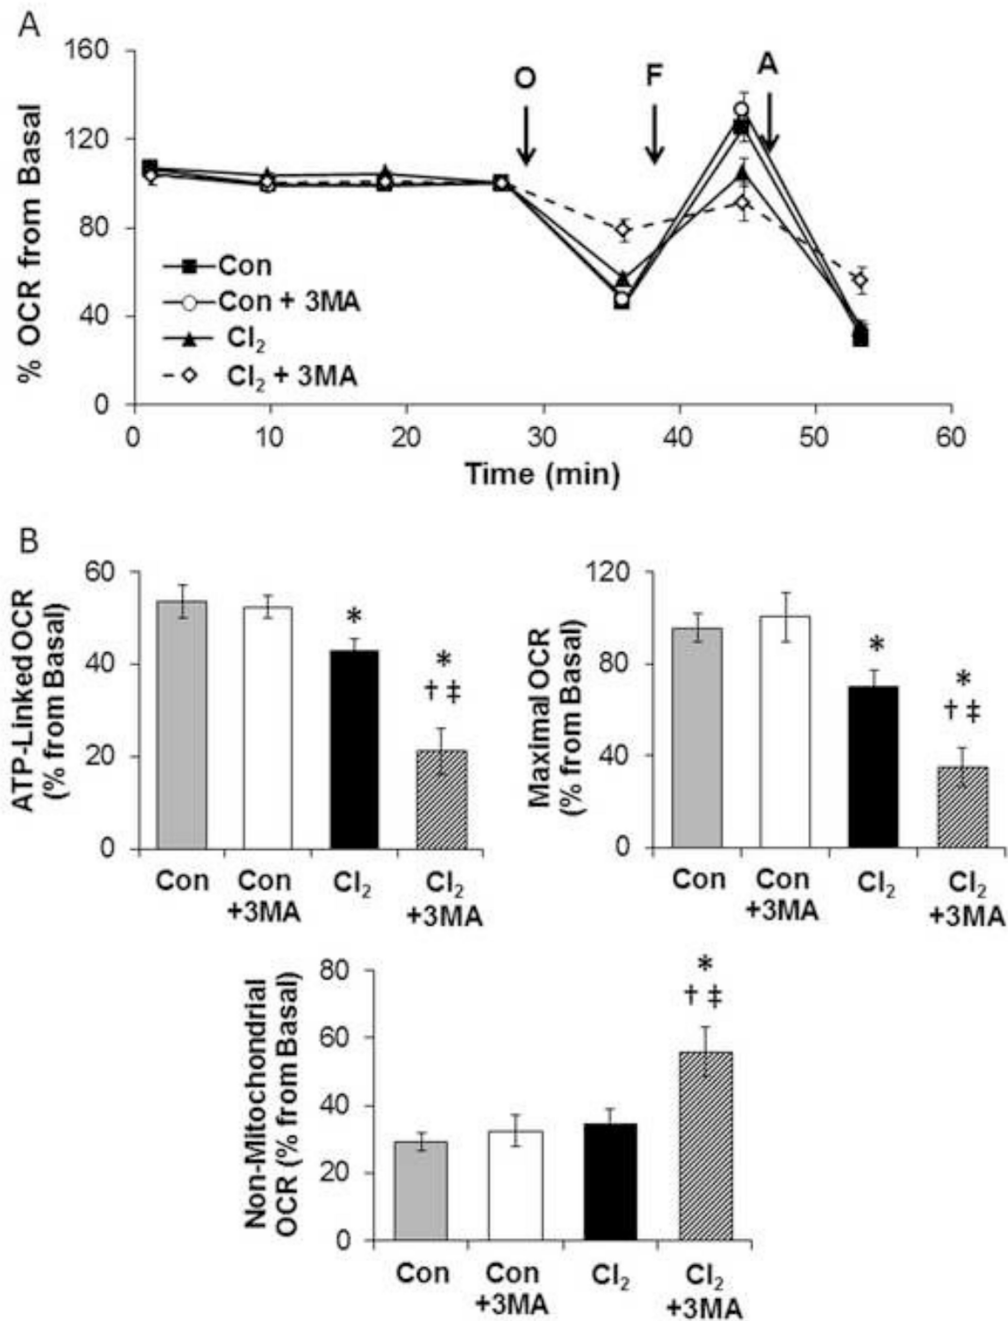 A
160
120
80
40
0
% OCR from Basal
O
F
A
Con
Con + 3MA
Cl₂
Cl₂ + 3MA
0 10 20 30 40 50 60
Time (min)
B
60
40
20
0
ATP-Linked OCR
(% from Basal)
*
*
† ‡
Con Con Cl₂ Cl₂
+3MA +3MA
120
80
40
0
Maximal OCR
(% from Basal)
*
*
† ‡
Con Con Cl₂ Cl₂
+3MA +3MA
80
60
40
20
0
Non-Mitochondrial
OCR (% from Basal)
*
† ‡
Con Con Cl₂ Cl₂
+3MA +3MA